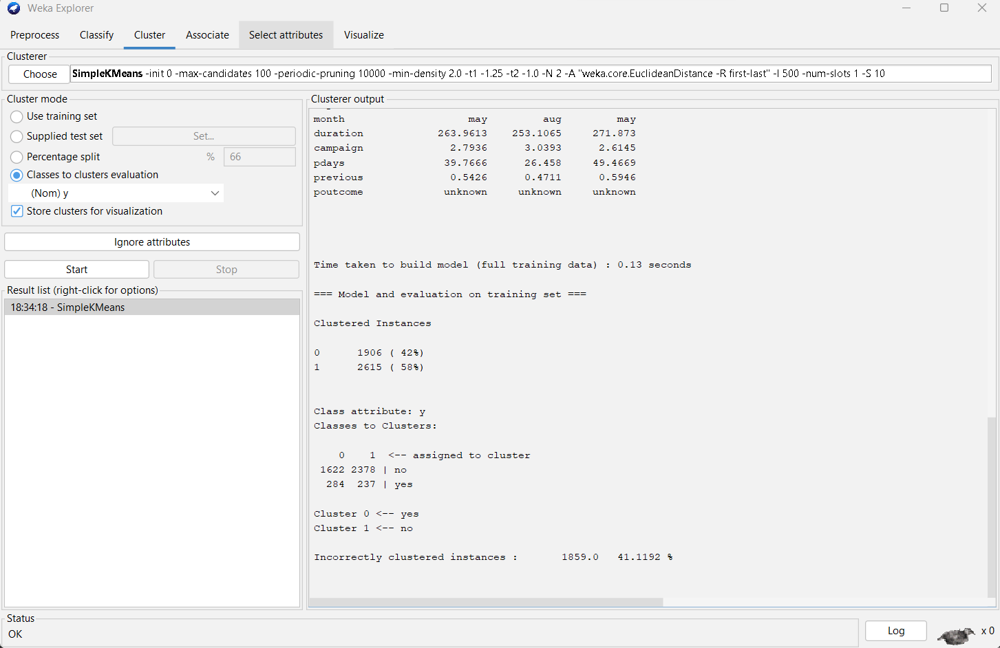 Weka Explorer
Preprocess Classify Cluster Associate Select attributes Visualize
Clusterer
Choose SimpleKMeans -init 0 -max-candidates 100 -periodic-pruning 10000 -min-density 2.0 -t1 -1.25 -t2 -1.0 -N 2 -A "weka.core.EuclideanDistance -R first-last" -I 500 -num-slots 1 -S 10
Cluster mode
Use training set
Supplied test set Set...
Percentage split % 66
Classes to clusters evaluation
(Nom) y
Store clusters for visualization
Ignore attributes
Start Stop
Result list (right-click for options)
18:34:18 - SimpleKMeans
Clusterer output
month may aug may
duration 263.9613 253.1065 271.873
campaign 2.7936 3.0393 2.6145
pdays 39.7666 26.458 49.4669
previous 0.5426 0.4711 0.5946
poutcome unknown unknown unknown
Time taken to build model (full training data) : 0.13 seconds
=== Model and evaluation on training set ===
Clustered Instances
0 1906 ( 42%)
1 2615 ( 58%)
Class attribute: y
Classes to Clusters:
0 1 <-- assigned to cluster
1622 2378 | no
284 237 | yes
Cluster 0 <-- yes
Cluster 1 <-- no
Incorrectly clustered instances : 1859.0 41.1192 %
Status
OK
Log
x 0